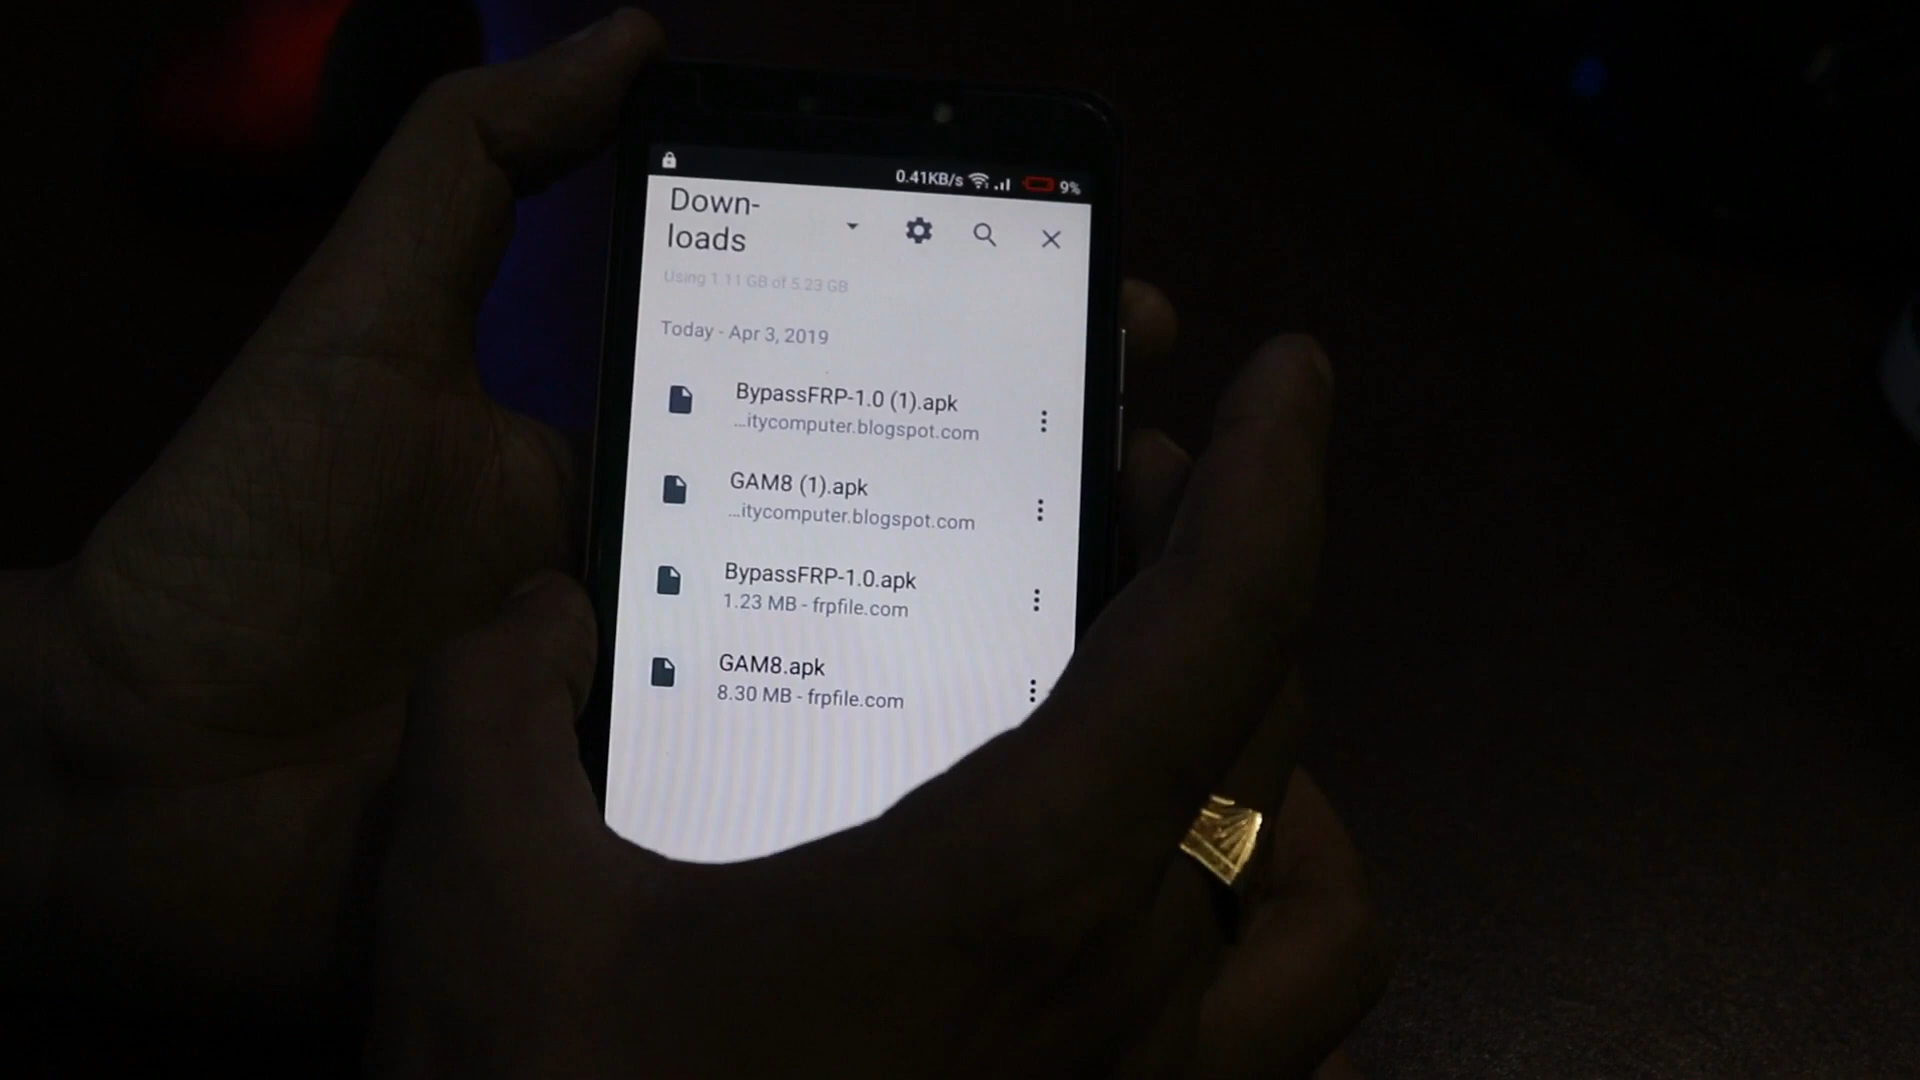 0.41KB/s 9%
Down-
loads
Using 1.11 GB of 5.23 GB
Today - Apr 3, 2019
BypassFRP-1.0 (1).apk
...itycomputer.blogspot.com
GAM8 (1).apk
...itycomputer.blogspot.com
BypassFRP-1.0.apk
1.23 MB - frpfile.com
GAM8.apk
8.30 MB - frpfile.com